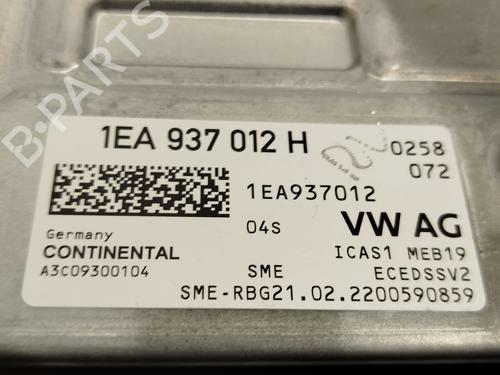 B-PARTS
1EA 937 012 H
0258
072
1EA937012
04S
VW AG
Germany
CONTINENTAL
A3C09300104
ICAS1 MEB19
SME
ECEDSSV2
SME-RBG21.02.2200590859